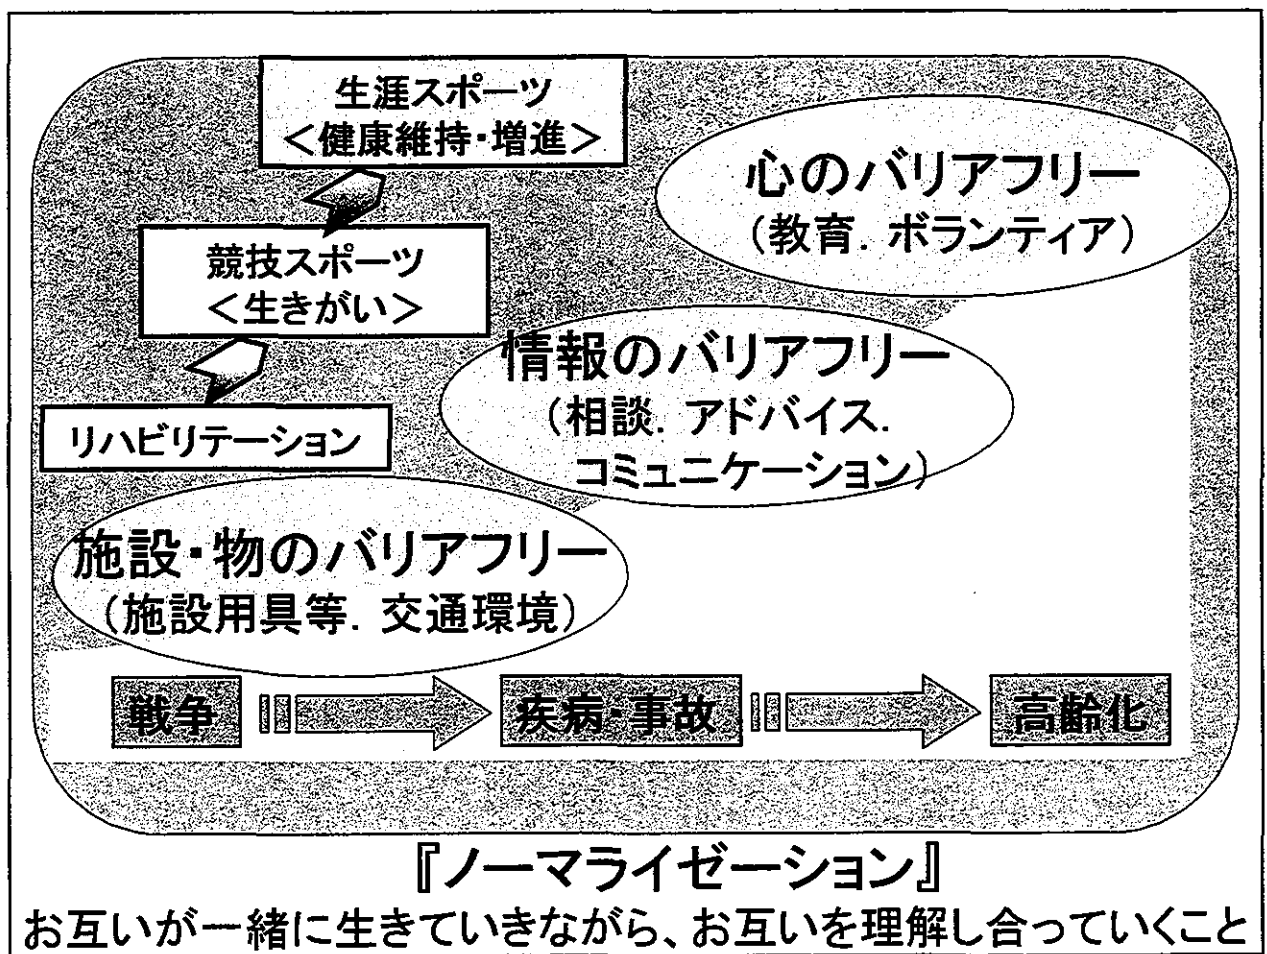 生涯スポーツ
＜健康維持・増進＞
心のバリアフリー
（教育．ボランティア）
競技スポーツ
＜生きがい＞
情報のバリアフリー
（相談．アドバイス．
コミュニケーション）
リハビリテーション
施設・物のバリアフリー
（施設用具等．交通環境）
戦争
疾病・事故
高齢化
『ノーマライゼーション』
お互いが一緒に生きていきながら、お互いを理解し合っていくこと